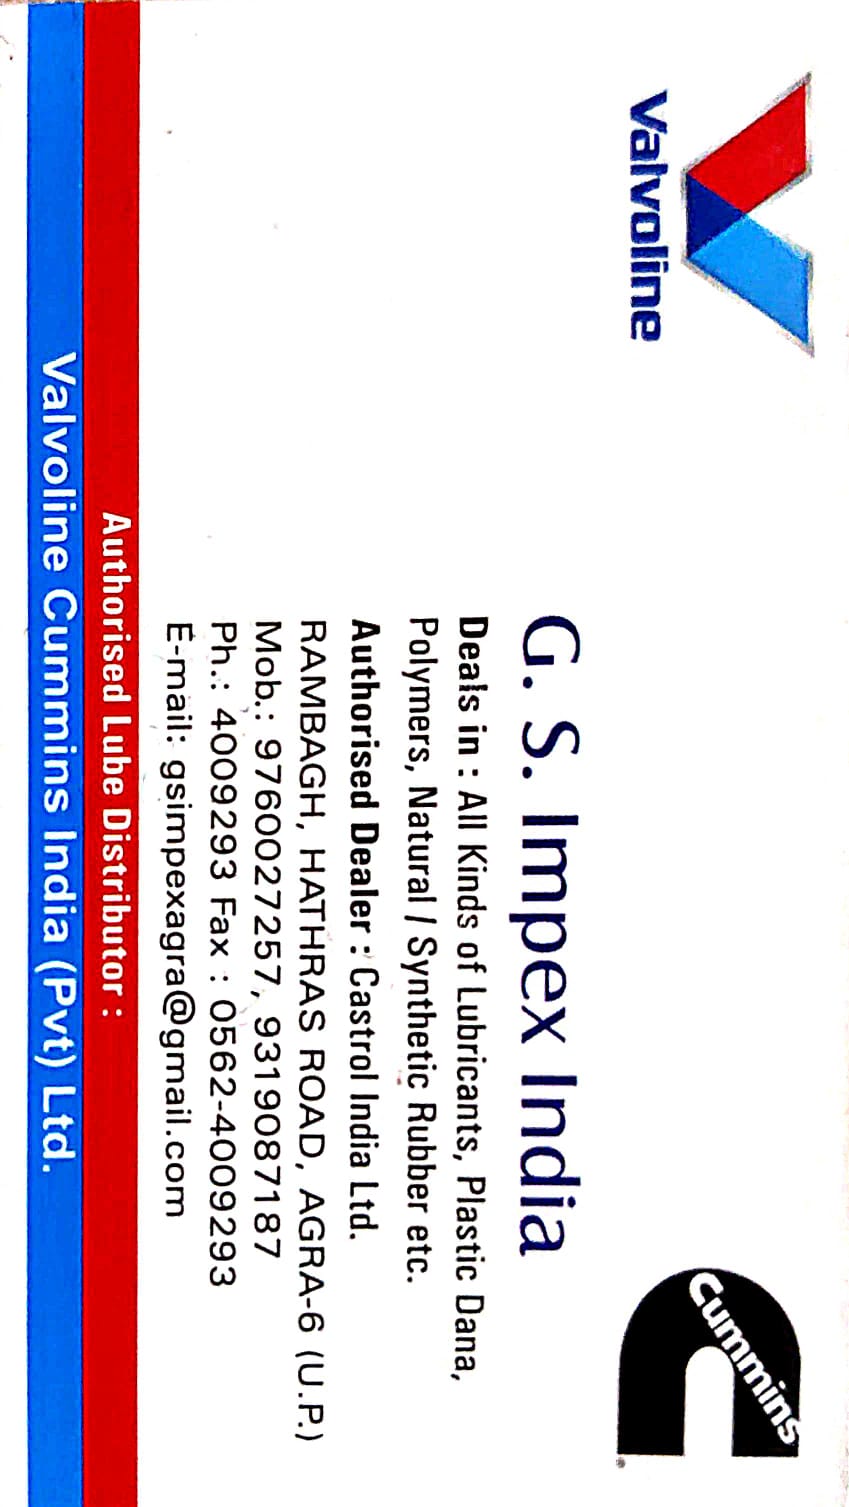 Valvoline
Cummins
G. S. Impex India
Deals in : All Kinds of Lubricants, Plastic Dana,
Polymers, Natural / Synthetic Rubber etc.
Authorised Dealer : Castrol India Ltd.
RAMBAGH, HATHRAS ROAD, AGRA-6 (U.P.)
Mob.: 9760027257, 9319087187
Ph.: 4009293 Fax : 0562-4009293
E-mail: gsimpexagra@gmail.com
Authorised Lube Distributor :
Valvoline Cummins India (Pvt) Ltd.